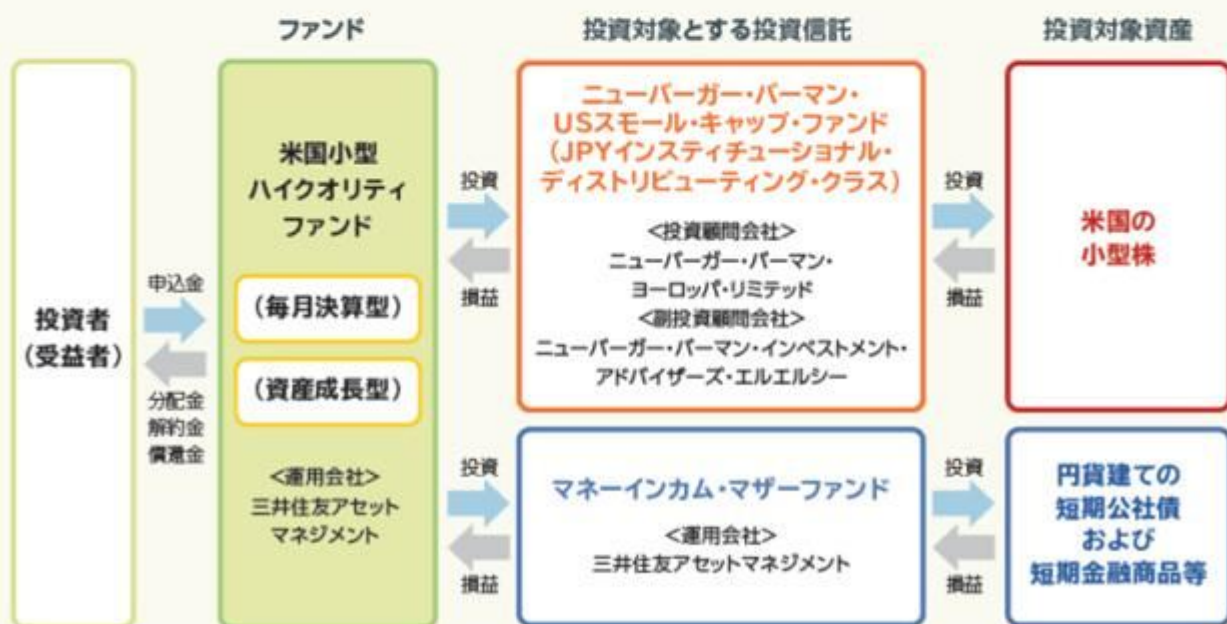 ファンド
投資対象とする投資信託
投資対象資産
投資者
(受益者)
申込金
分配金
解約金
償還金
米国小型
ハイクオリティ
ファンド
(毎月決算型)
(資産成長型)
<運用会社>
三井住友アセット
マネジメント
投資
損益
投資
損益
ニューバーガー・バーマン・
USスモール・キャップ・ファンド
(JPYインスティチューショナル・
ディストリビューティング・クラス)
<投資顧問会社>
ニューバーガー・バーマン・
ヨーロッパ・リミテッド
<副投資顧問会社>
ニューバーガー・バーマン・インベストメント・
アドバイザーズ・エルエルシー
マネーインカム・マザーファンド
<運用会社>
三井住友アセットマネジメント
投資
損益
投資
損益
米国の
小型株
円貨建ての
短期公社債
および
短期金融商品等